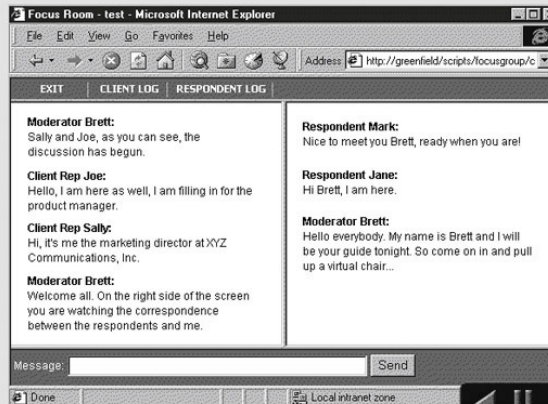 Focus Room - test - Microsoft Internet Explorer
File Edit View Go Favorites Help
Address http://greenfield/scripts/focusgroup/c
EXIT CLIENT LOG RESPONDENT LOG
Moderator Brett:
Sally and Joe, as you can see, the
discussion has begun.
Client Rep Joe:
Hello, I am here as well, I am filling in for the
product manager.
Client Rep Sally:
Hi, it's me the marketing director at XYZ
Communications, Inc.
Moderator Brett:
Welcome all. On the right side of the screen
you are watching the correspondence
between the respondents and me.
Respondent Mark:
Nice to meet you Brett, ready when you are!
Respondent Jane:
Hi Brett, I am here.
Moderator Brett:
Hello everybody. My name is Brett and I will
be your guide tonight. So come on in and pull
up a virtual chair...
Message: Send
Done Local intranet zone